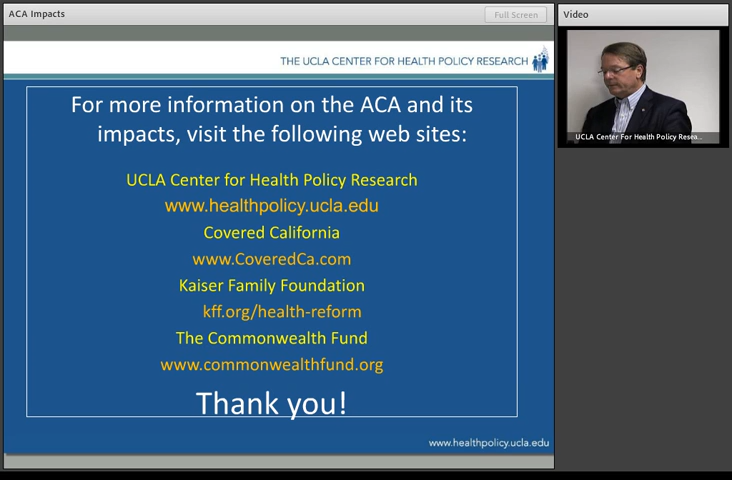 ACA Impacts
Full Screen
Video
THE UCLA CENTER FOR HEALTH POLICY RESEARCH
For more information on the ACA and its
impacts, visit the following web sites:
UCLA Center for Health Policy Research
www.healthpolicy.ucla.edu
Covered California
www.CoveredCa.com
Kaiser Family Foundation
kff.org/health-reform
The Commonwealth Fund
www.commonwealthfund.org
Thank you!
www.healthpolicy.ucla.edu
UCLA Center For Health Policy Resea...